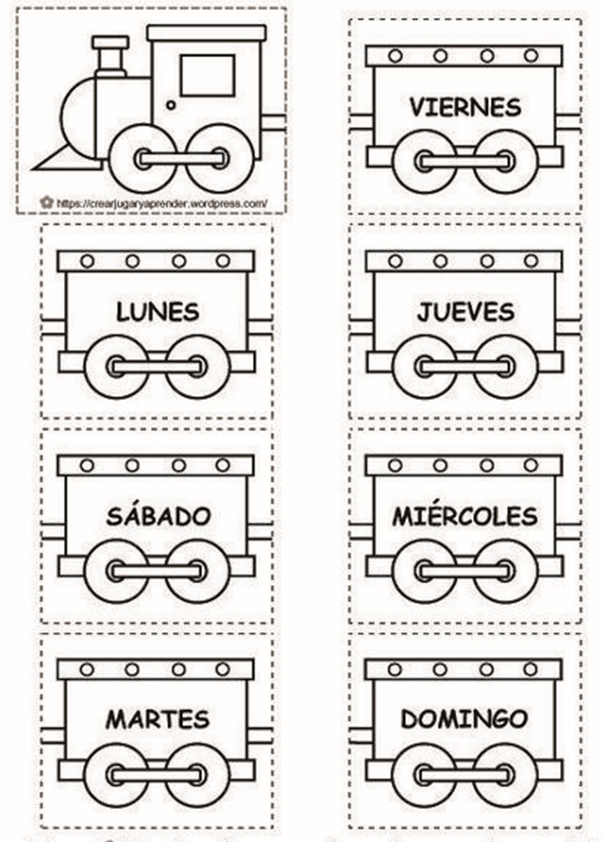 https://crearjugaryaprender.wordpress.com/
VIERNES
LUNES
JUEVES
SÁBADO
MIÉRCOLES
MARTES
DOMINGO